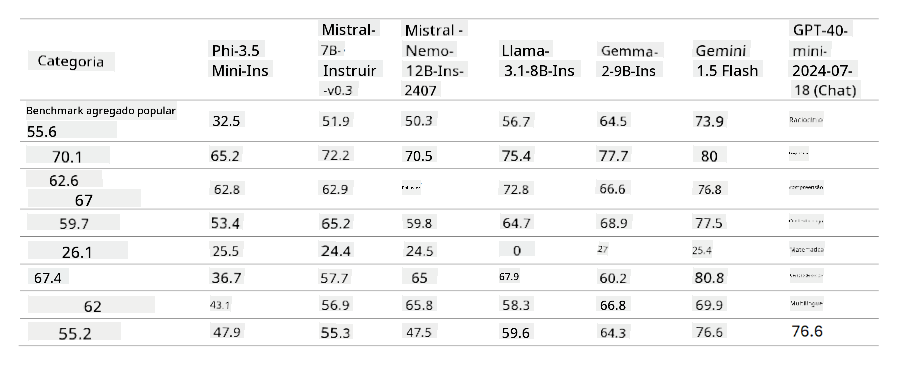 Categoria
Phi-3.5
Mini-Ins
Mistral-
7B-
Instruir
-v0.3
Mistral -
Nemo-
12B-Ins-
2407
Llama-
3.1-8B-Ins
Gemma-
2-9B-Ins
Gemini
1.5 Flash
GPT-40-
mini-
2024-07-
18 (Chat)
Benchmark agregado popular
55.6
32.5 51.9 50.3 56.7 64.5 73.9 Raciocínio
70.1 65.2 72.2 70.5 75.4 77.7 80
62.6
67
62.8 62.9 72.8 66.6 76.8 compreensão
59.7 53.4 65.2 59.8 64.7 68.9 77.5
26.1 25.5 24.4 24.5 0 27 25.4 Matemática
67.4 36.7 57.7 65 67.9 60.2 80.8
62 43.1 56.9 65.8 58.3 66.8 69.9 Multilíngue
55.2 47.9 55.3 47.5 59.6 64.3 76.6 76.6